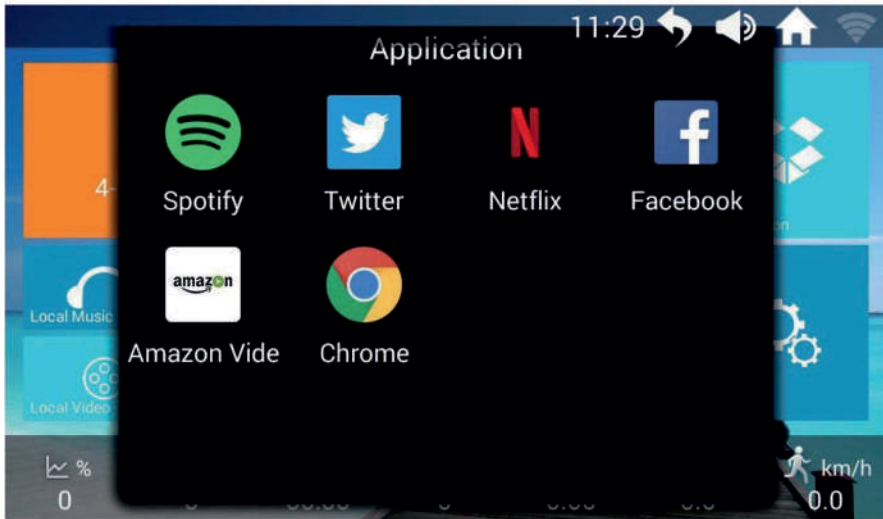 11:29
Application
Spotify Twitter Netflix Facebook
amazon
Amazon Vide Chrome
4-
Local Music
Local Video
% km/h
0 0.0